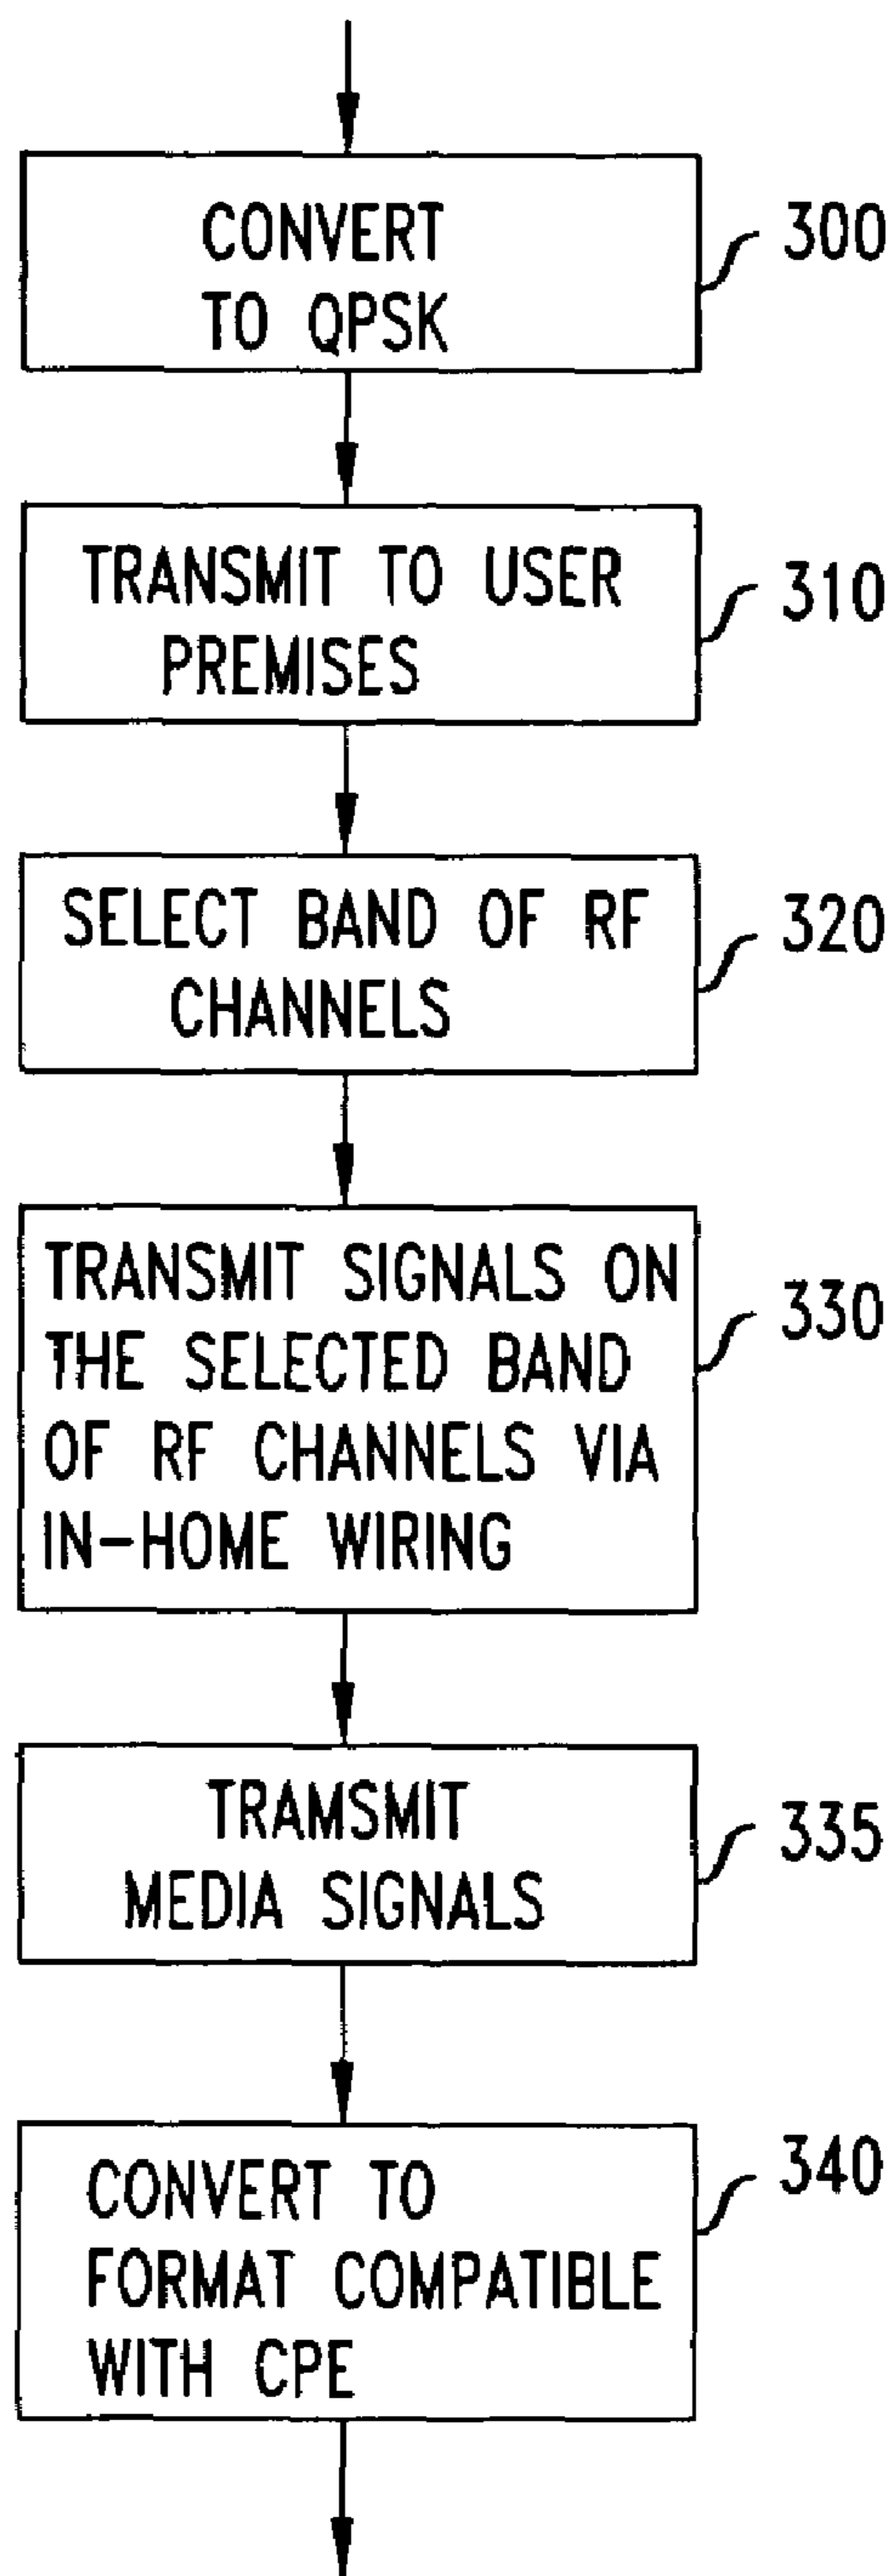 CONVERT
TO QPSK
300
TRANSMIT TO USER
PREMISES
310
SELECT BAND OF RF
CHANNELS
320
TRANSMIT SIGNALS ON
THE SELECTED BAND
OF RF CHANNELS VIA
IN-HOME WIRING
330
TRAMSMIT
MEDIA SIGNALS
335
CONVERT TO
FORMAT COMPATIBLE
WITH CPE
340